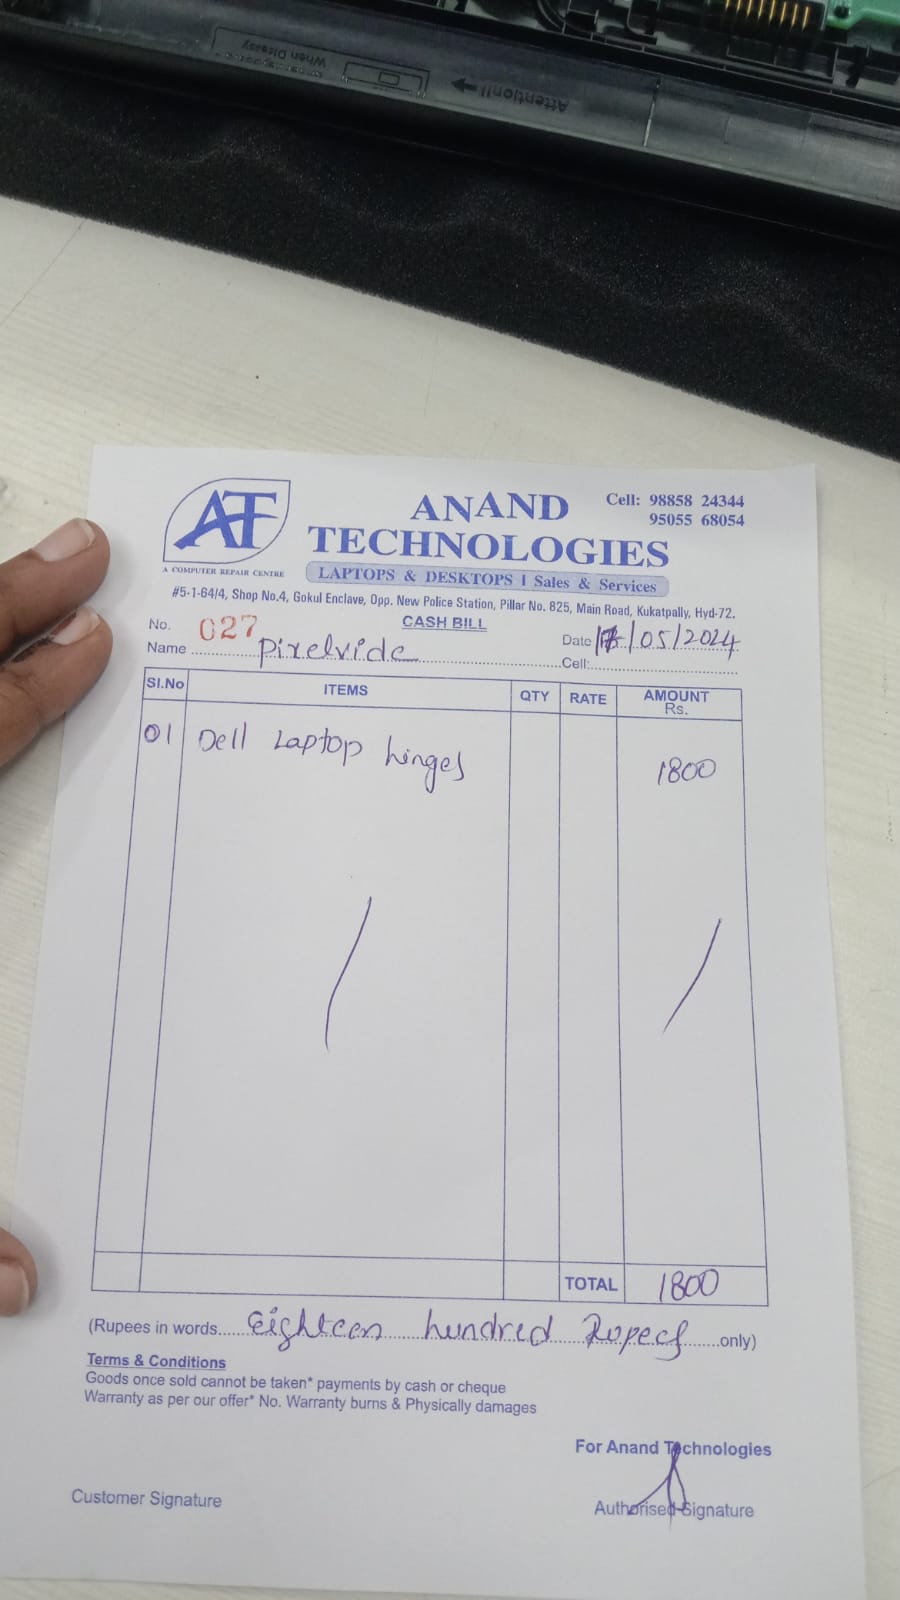 When Disessy
Attention!!
AT
A COMPUTER REPAIR CENTRE
ANAND
TECHNOLOGIES
Cell: 98858 24344
95055 68054
LAPTOPS & DESKTOPS I Sales & Services
#5-1-64/4, Shop No.4, Gokul Enclave, Opp. New Police Station, Pillar No. 825, Main Road, Kukatpally, Hyd-72.
No. 027
CASH BILL
Date /05/2024
Name Pixelvide
Cell:
Sl.No ITEMS QTY RATE AMOUNT Rs.
01 Dell Laptop hinges 1800
TOTAL 1800
(Rupees in words Eighteen hundred Rupees only)
Terms & Conditions
Goods once sold cannot be taken* payments by cash or cheque
Warranty as per our offer* No. Warranty burns & Physically damages
For Anand Technologies
Customer Signature
Authorised Signature